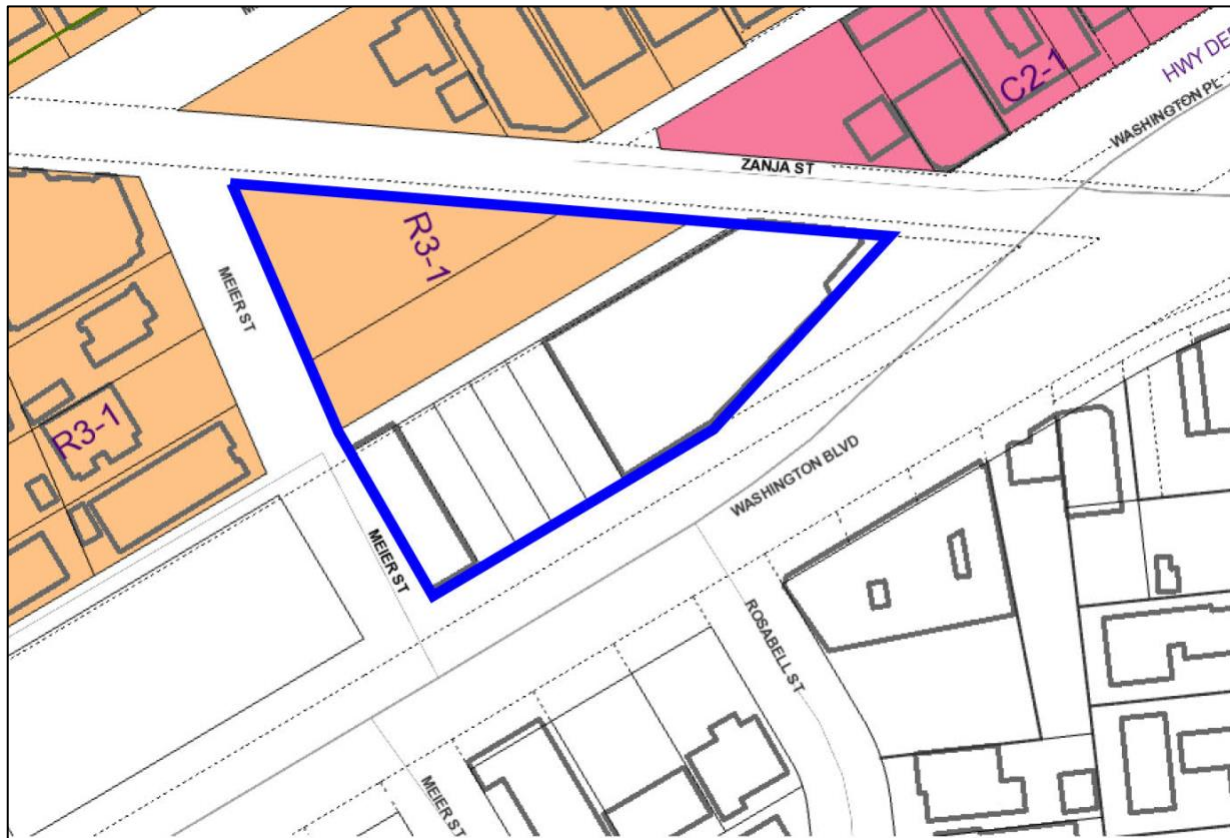 HWY DE
C2-1
WASHINGTON PL
ZANJA ST
R3-1
MEIER ST
R3-1
WASHINGTON BLVD
MEIER ST
ROSABELL ST
MEIER ST